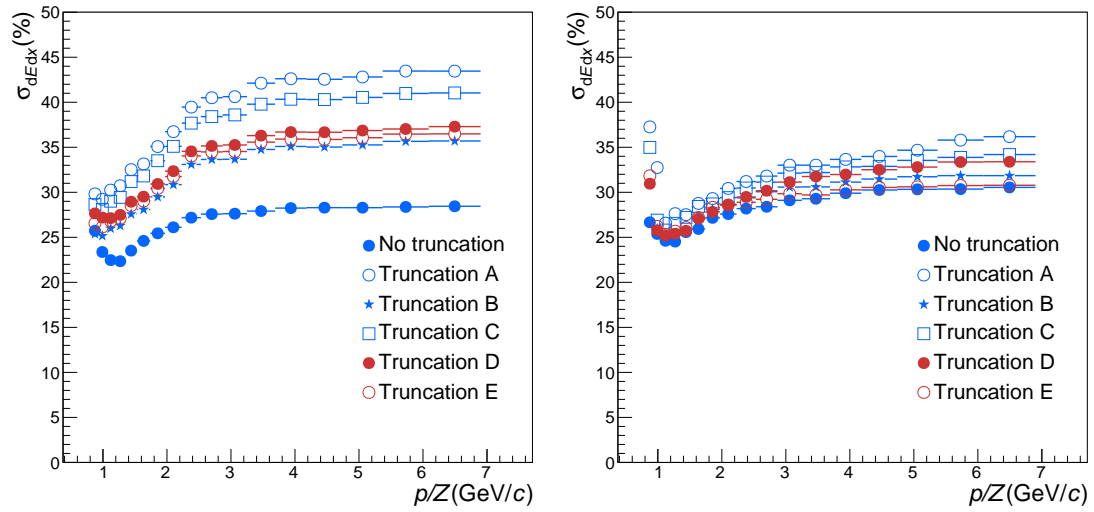 σdEdx(%)
50
45
40
35
30
25
20
15
10
5
0
No truncation
Truncation A
Truncation B
Truncation C
Truncation D
Truncation E
1 2 3 4 5 6 7
p/Z(GeV/c)
σdEdx(%)
50
45
40
35
30
25
20
15
10
5
0
No truncation
Truncation A
Truncation B
Truncation C
Truncation D
Truncation E
1 2 3 4 5 6 7
p/Z(GeV/c)